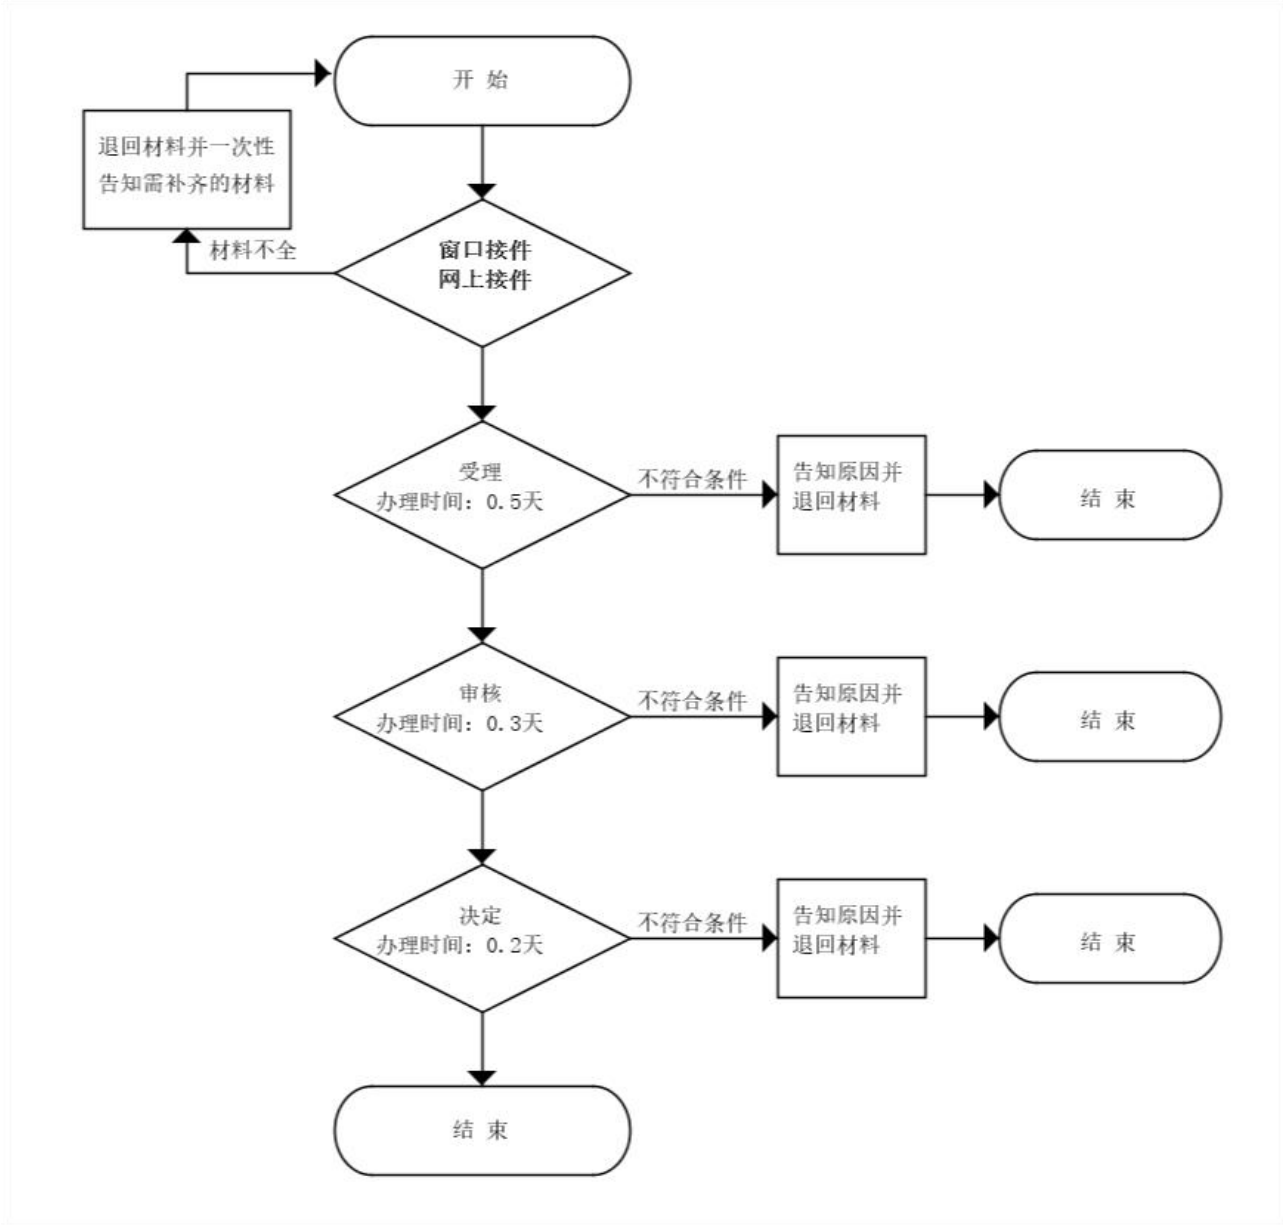 开 始
退回材料并一次性
告知需补齐的材料
材料不全
窗口接件
网上接件
受理
办理时间：0.5天
不符合条件
告知原因并
退回材料
结 束
审核
办理时间：0.3天
不符合条件
告知原因并
退回材料
结 束
决定
办理时间：0.2天
不符合条件
告知原因并
退回材料
结 束
结 束